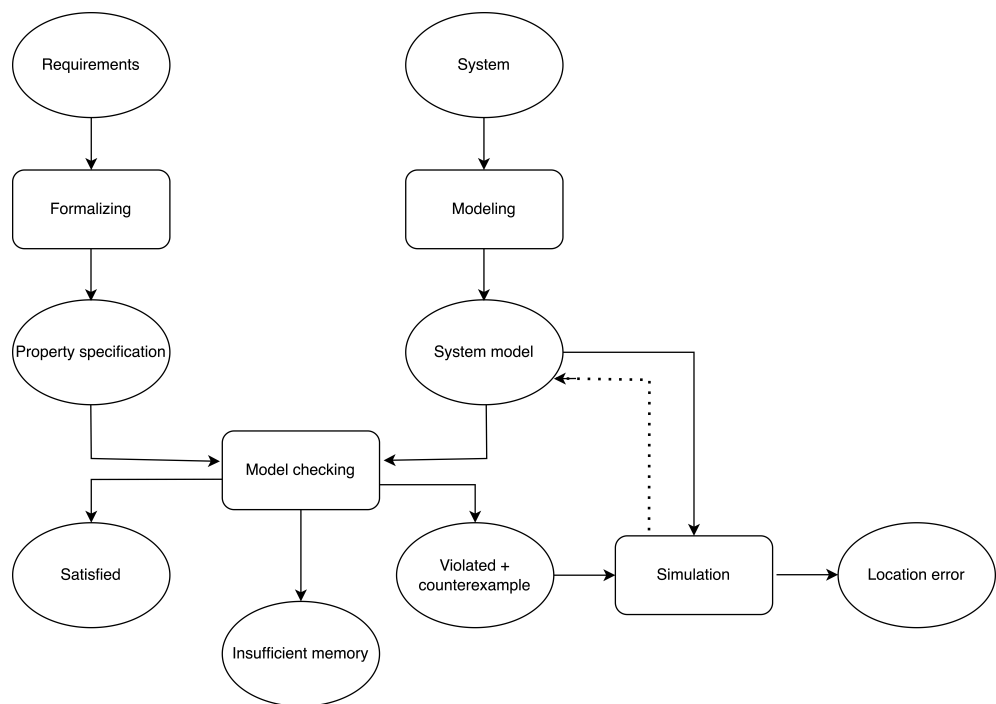 Requirements
System
Formalizing
Modeling
Property specification
System model
Model checking
Satisfied
Violated +
counterexample
Simulation
Location error
Insufficient memory